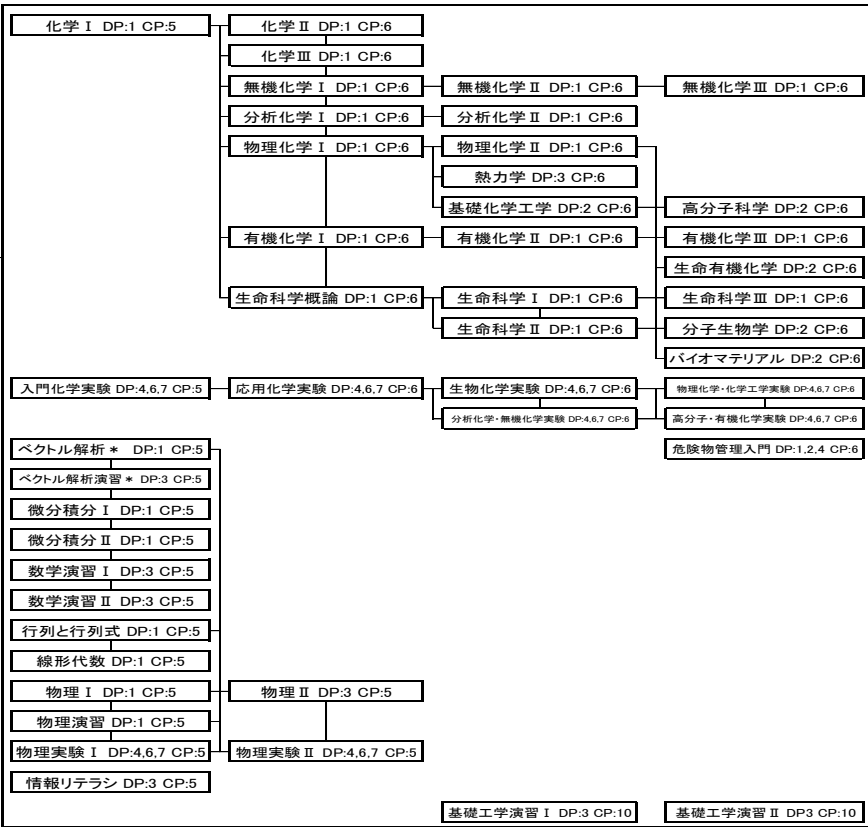 化学Ⅰ DP:1 CP:5
化学Ⅱ DP:1 CP:6
化学Ⅲ DP:1 CP:6
無機化学Ⅰ DP:1 CP:6
無機化学Ⅱ DP:1 CP:6
無機化学Ⅲ DP:1 CP:6
分析化学Ⅰ DP:1 CP:6
分析化学Ⅱ DP:1 CP:6
物理化学Ⅰ DP:1 CP:6
物理化学Ⅱ DP:1 CP:6
熱力学 DP:3 CP:6
基礎化学工学 DP:2 CP:6
高分子科学 DP:2 CP:6
有機化学Ⅰ DP:1 CP:6
有機化学Ⅱ DP:1 CP:6
有機化学Ⅲ DP:1 CP:6
生命有機化学 DP:2 CP:6
生命科学概論 DP:1 CP:6
生命科学Ⅰ DP:1 CP:6
生命科学Ⅲ DP:1 CP:6
生命科学Ⅱ DP:1 CP:6
分子生物学 DP:2 CP:6
バイオマテリアル DP:2 CP:6
入門化学実験 DP:4,6,7 CP:5
応用化学実験 DP:4,6,7 CP:6
生物化学実験 DP:4,6,7 CP:6
物理化学・化学工学実験 DP:4,6,7 CP:6
分析化学・無機化学実験 DP:4,6,7 CP:6
高分子・有機化学実験 DP:4,6,7 CP:6
ベクトル解析* DP:1 CP:5
危険物管理入門 DP:1,2,4 CP:6
ベクトル解析演習* DP:3 CP:5
微分積分Ⅰ DP:1 CP:5
微分積分Ⅱ DP:1 CP:5
数学演習Ⅰ DP:3 CP:5
数学演習Ⅱ DP:3 CP:5
行列と行列式 DP:1 CP:5
線形代数 DP:1 CP:5
物理Ⅰ DP:1 CP:5
物理Ⅱ DP:3 CP:5
物理演習 DP:1 CP:5
物理実験Ⅰ DP:4,6,7 CP:5
物理実験Ⅱ DP:4,6,7 CP:5
情報リテラシ DP:3 CP:5
基礎工学演習Ⅰ DP:3 CP:10
基礎工学演習Ⅱ DP3 CP:10